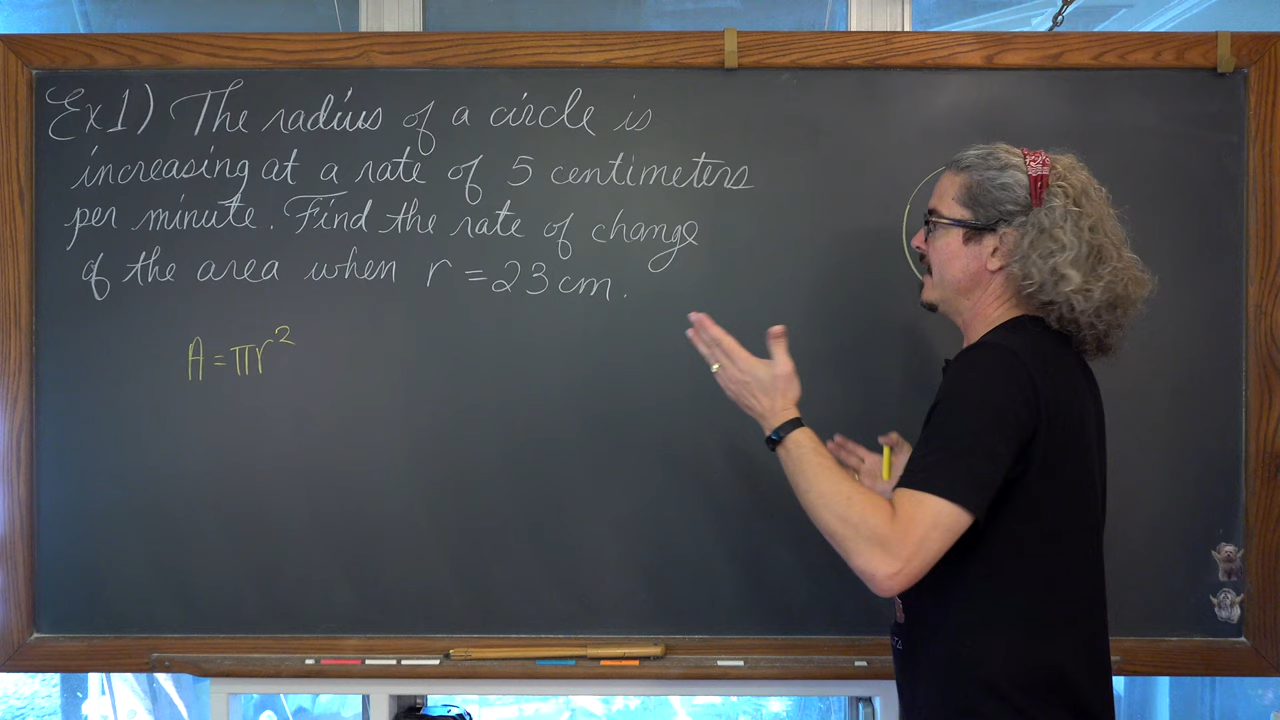 Ex1) The radius of a circle is
increasing at a rate of 5 centimeters
per minute. Find the rate of change
of the area when r = 23 cm.
A = πr²